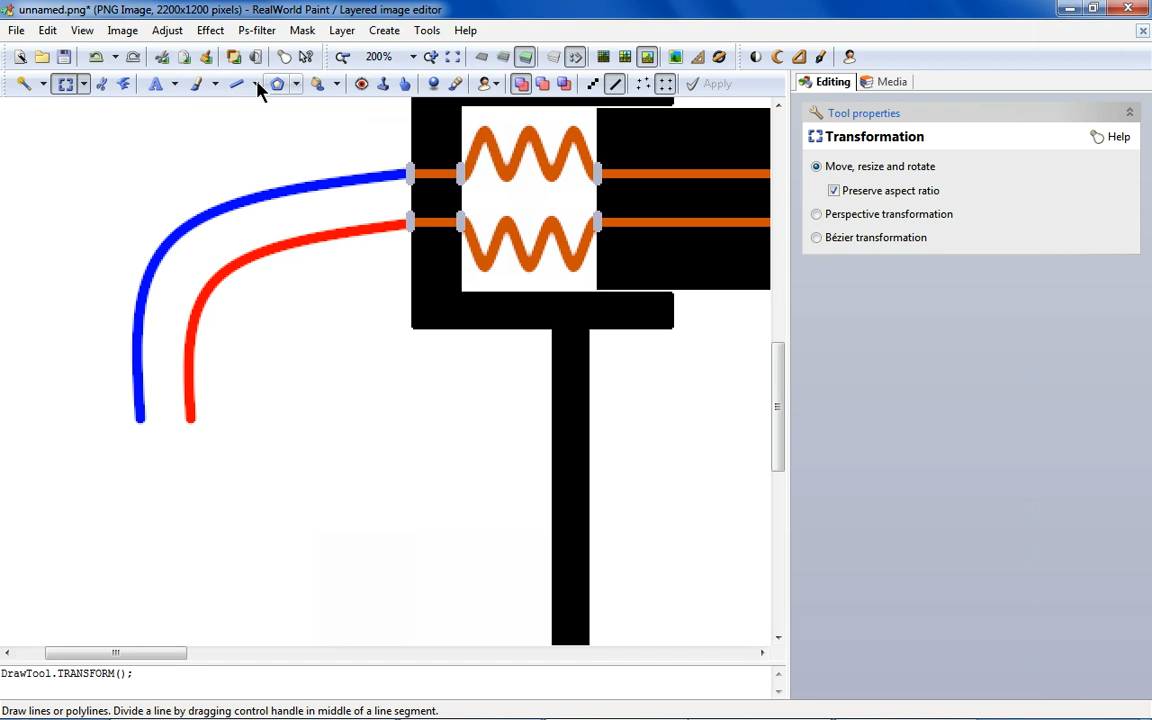 unnamed.png* (PNG Image, 2200x1200 pixels) - RealWorld Paint / Layered image editor
File Edit View Image Adjust Effect Ps-filter Mask Layer Create Tools Help
200%
Apply
Editing Media
Tool properties
Transformation Help
Move, resize and rotate
Preserve aspect ratio
Perspective transformation
Bézier transformation
DrawTool.TRANSFORM();
Draw lines or polylines. Divide a line by dragging control handle in middle of a line segment.